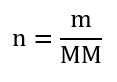 n = m/MM